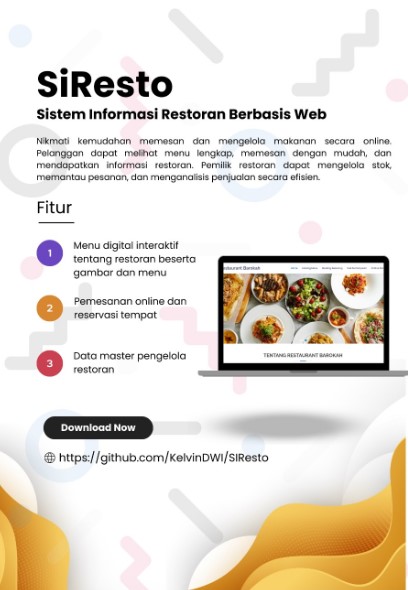 SiResto
Sistem Informasi Restoran Berbasis Web
Nikmati kemudahan memesan dan mengelola makanan secara online.
Pelanggan dapat melihat menu lengkap, memesan dengan mudah, dan
mendapatkan informasi restoran. Pemilik restoran dapat mengelola stok,
memantau pesanan, dan menganalisis penjualan secara efisien.
Fitur
1
Menu digital interaktif
tentang restoran beserta
gambar dan menu
2
Pemesanan online dan
reservasi tempat
3
Data master pengelola
restoran
TENTANG RESTAURANT BAROKAH
Download Now
https://github.com/KelvinDWI/SIResto